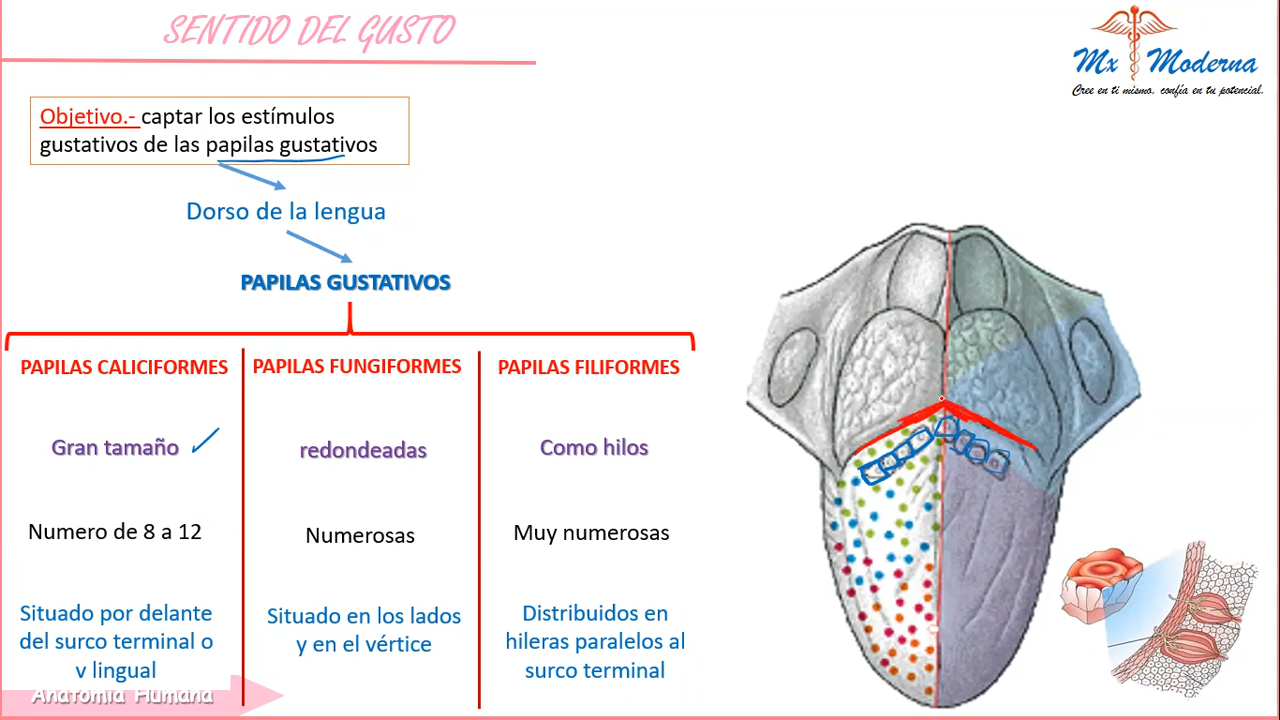 SENTIDO DEL GUSTO
Mx Moderna
Cree en ti mismo, confía en tu potencial.
Objetivo.- captar los estímulos
gustativos de las papilas gustativos
Dorso de la lengua
PAPILAS GUSTATIVOS
PAPILAS CALICIFORMES
Gran tamaño
Numero de 8 a 12
Situado por delante
del surco terminal o
v lingual
PAPILAS FUNGIFORMES
redondeadas
Numerosas
Situado en los lados
y en el vértice
PAPILAS FILIFORMES
Como hilos
Muy numerosas
Distribuidos en
hileras paralelos al
surco terminal
Anatomia Humana